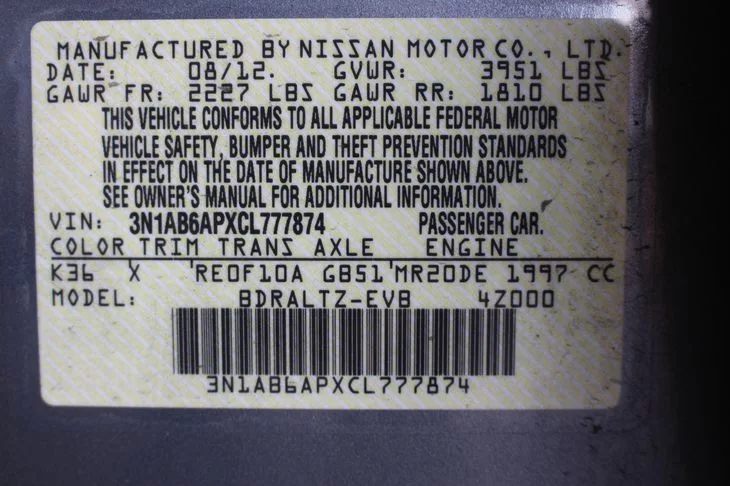 MANUFACTURED BY NISSAN MOTOR CO., LTD.
DATE: 08/12. GVWR: 3951 LBS
GAWR FR: 2227 LBS GAWR RR: 1810 LBS
THIS VEHICLE CONFORMS TO ALL APPLICABLE FEDERAL MOTOR
VEHICLE SAFETY, BUMPER AND THEFT PREVENTION STANDARDS
IN EFFECT ON THE DATE OF MANUFACTURE SHOWN ABOVE.
SEE OWNER'S MANUAL FOR ADDITIONAL INFORMATION.
VIN: 3N1AB6APXCL777874 PASSENGER CAR.
COLOR TRIM TRANS AXLE ENGINE
K36 X RE0F10A GB51 MR20DE 1997 CC
MODEL: BDRALTZ-EVB 4Z000
3N1AB6APXCL777874